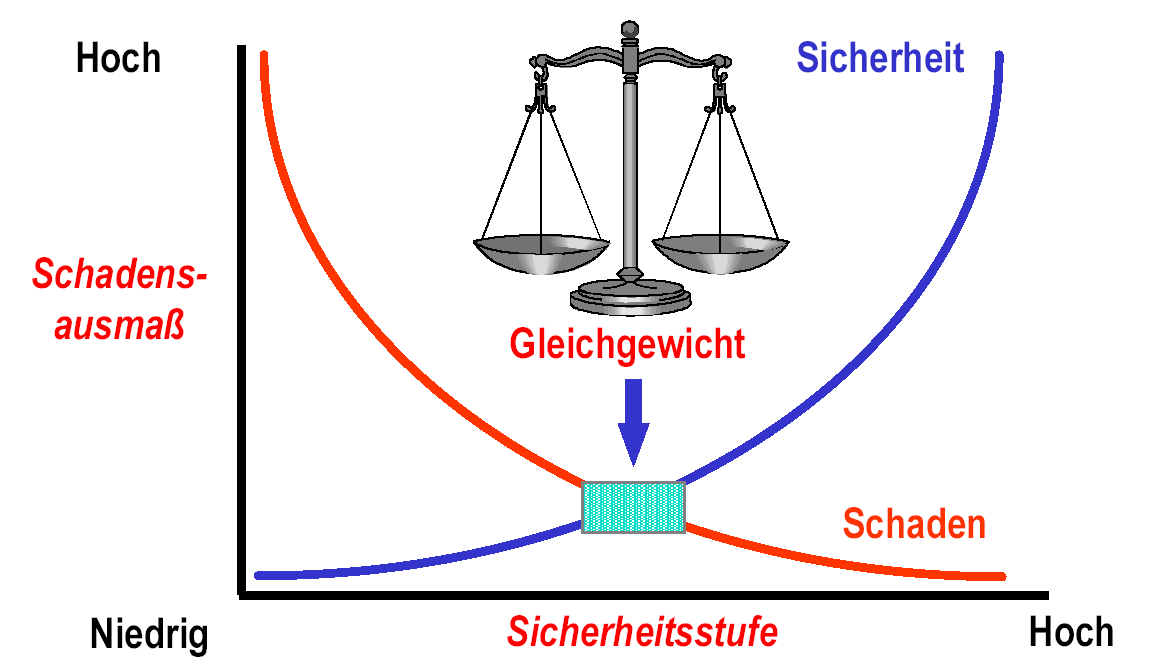 Hoch
Sicherheit
Schadens-
ausmaß
Gleichgewicht
Schaden
Niedrig
Sicherheitsstufe
Hoch